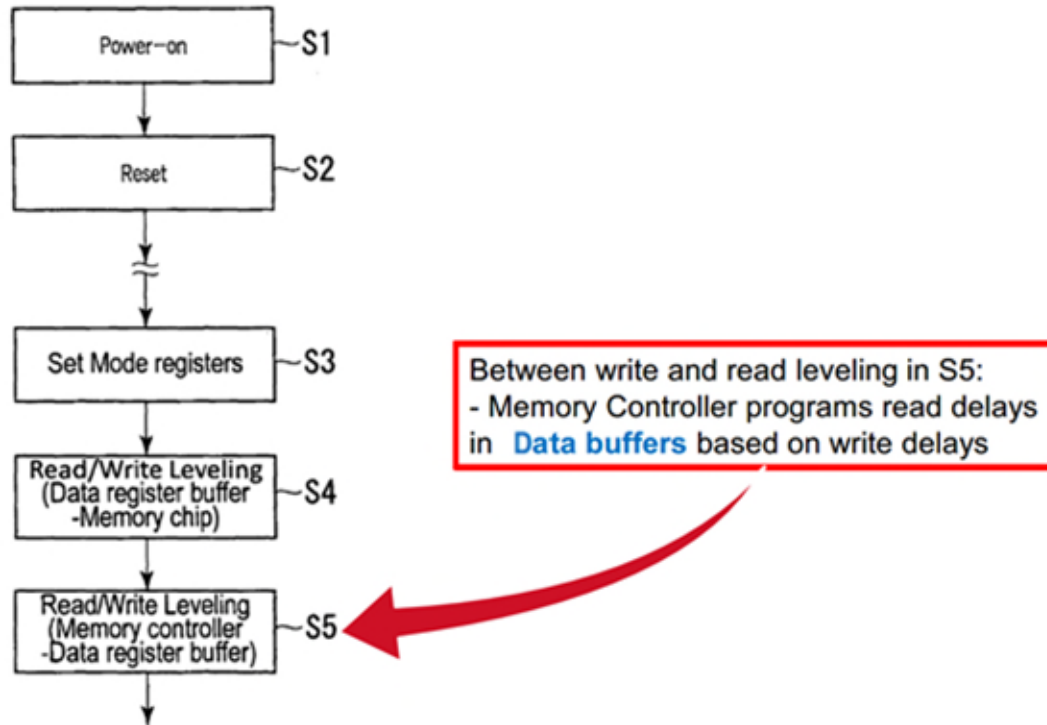 Power-on ~S1
Reset ~S2
Set Mode registers ~S3
Between write and read leveling in S5:
- Memory Controller programs read delays
in Data buffers based on write delays
Read/Write Leveling
(Data register buffer
-Memory chip)
~S4
Read/Write Leveling
(Memory controller
-Data register buffer)
~S5